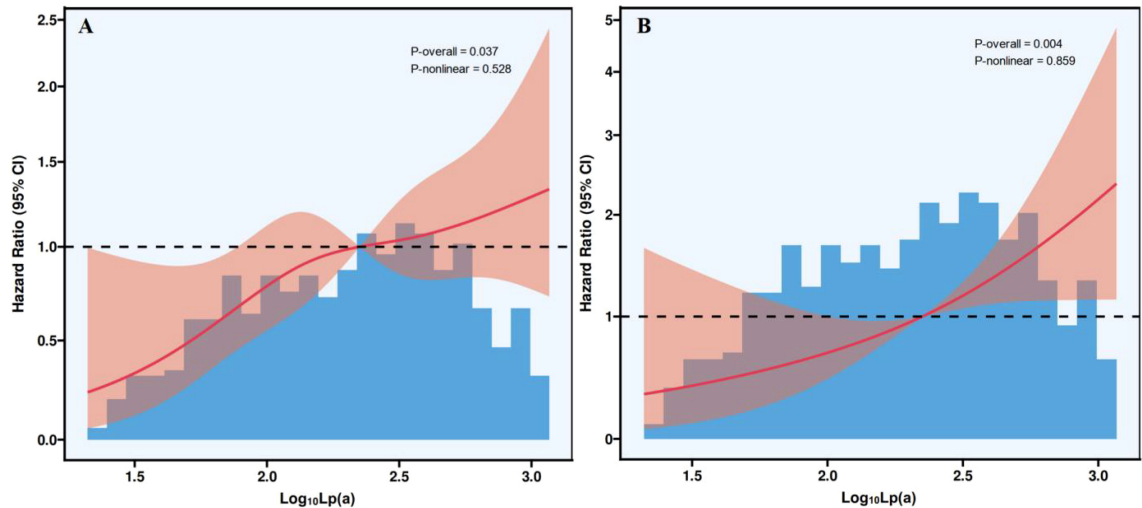 A
P-overall = 0.037
P-nonlinear = 0.528
Hazard Ratio (95% CI)
2.5
2.0
1.5
1.0
0.5
0.0
1.5 2.0 2.5 3.0
Log₁₀Lp(a)
B
P-overall = 0.004
P-nonlinear = 0.859
Hazard Ratio (95% CI)
5
4
3
2
1
0
1.5 2.0 2.5 3.0
Log₁₀Lp(a)